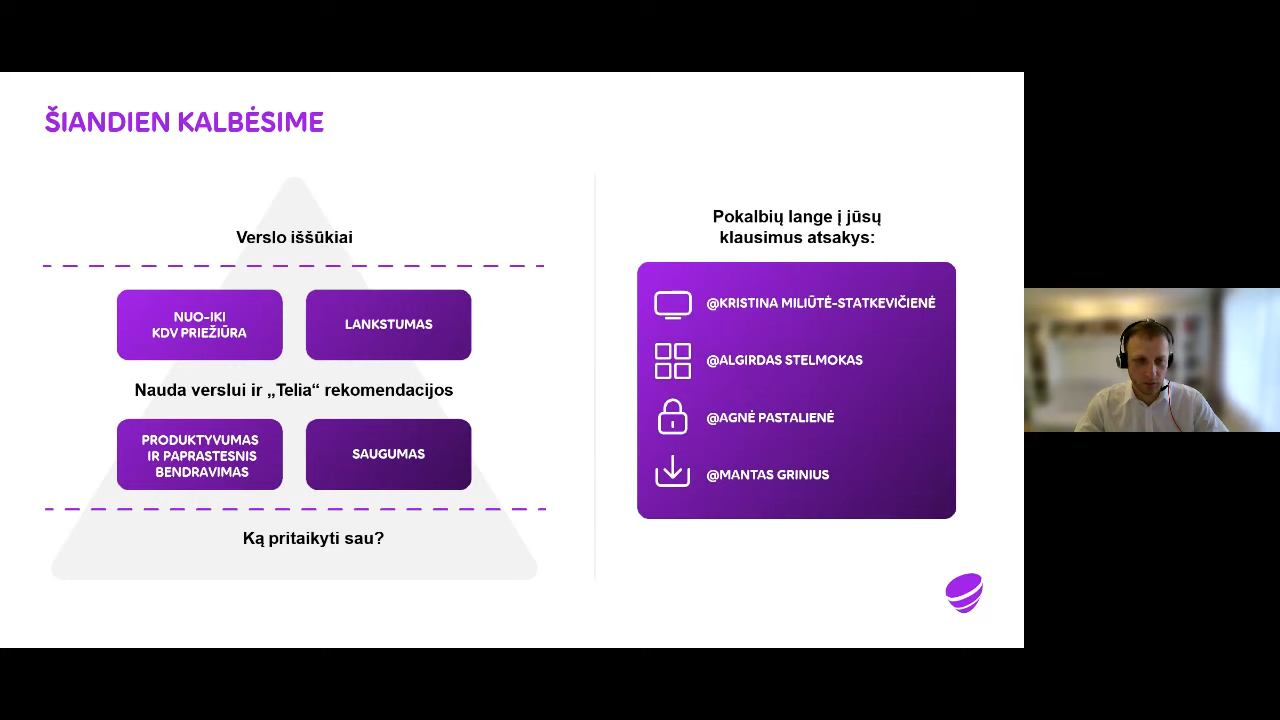 ŠIANDIEN KALBĖSIME
Verslo iššūkiai
NUO-IKI
KDV PRIEŽIŪRA
LANKSTUMAS
Nauda verslui ir „Telia“ rekomendacijos
PRODUKTYVUMAS
IR PAPRASTESNIS
BENDRAVIMAS
SAUGUMAS
Ką pritaikyti sau?
Pokalbių lange į jūsų
klausimus atsakys:
@KRISTINA MILIŪTĖ-STATKEVIČIENĖ
@ALGIRDAS STELMOKAS
@AGNĖ PASTALIENĖ
@MANTAS GRINIUS